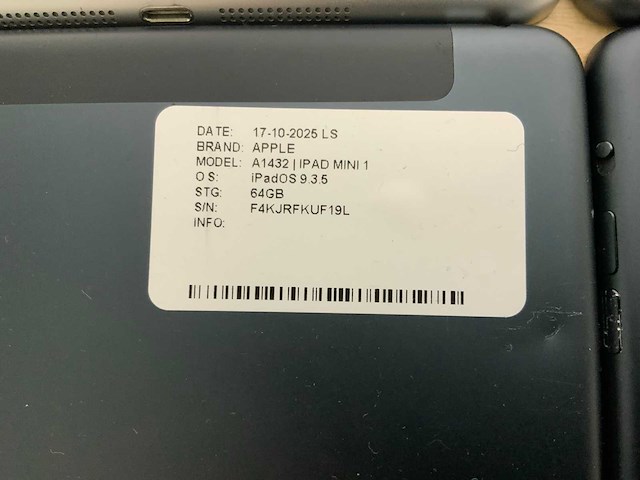 DATE: 17-10-2025 LS
BRAND: APPLE
MODEL: A1432 | IPAD MINI 1
OS: iPadOS 9.3.5
STG: 64GB
S/N: F4KJRFKUF19L
INFO: